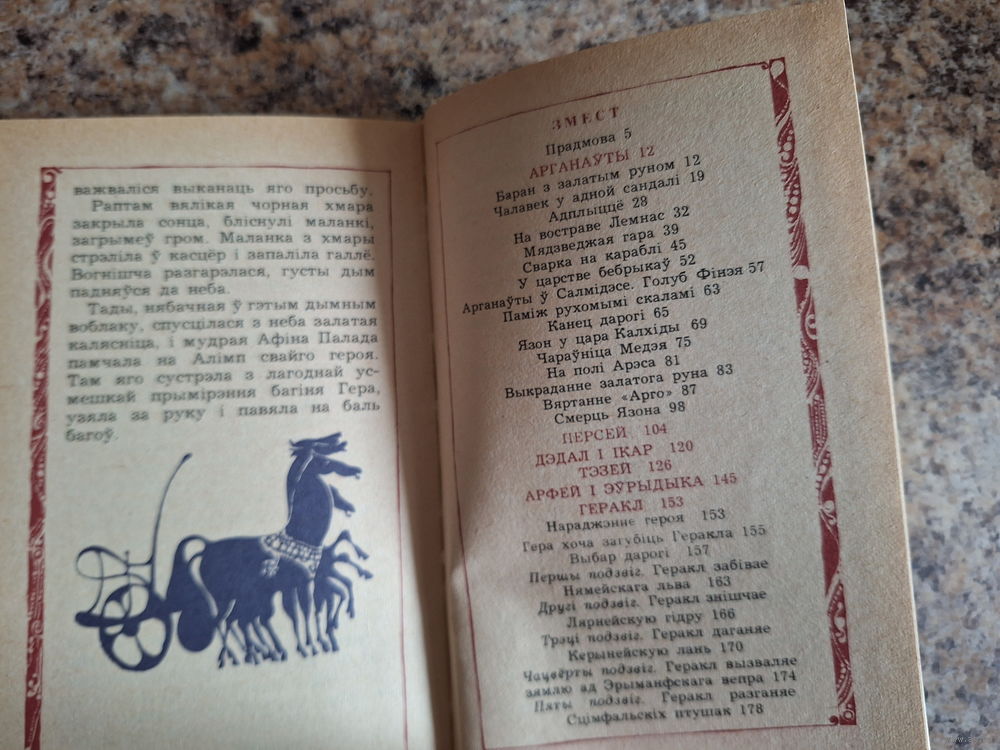 важваліся выканаць яго просьбу.
Раптам вялікая чорная хмара
закрыла сонца, бліснулі маланкі,
загрымеў гром. Маланка з хмары
стрэліла ў касцёр і запаліла галлё.
Вогнішча разгарэлася, густы дым
падняўся да неба.
Тады, нябачная ў гэтым дымным
воблаку, спусцілася з неба залатая
калясніца, і мудрая Афіна Палада
памчала на Алімп свайго героя.
Там яго сустрэла з лагоднай ус-
мешкай прымірэння багіня Гера,
узяла за руку і павяла на баль
багоў.
ЗМЕСТ
Прадмова 5
АРГАНАЎТЫ 12
Баран з залатым руном 12
Чалавек у адной сандалі 19
Адплыццё 28
На востраве Лемнас 32
Мядзведжая гара 39
Сварка на караблі 45
У царстве бебрыкаў 52
Арганаўты ў Салмідэсе. Голуб Фінэя 57
Паміж рухомымі скаламі 63
Канец дарогі 65
Язон у цара Калхіды 69
Чараўніца Медэя 75
На полі Арэса 81
Выкраданне залатога руна 83
Вяртанне «Арго» 87
Смерць Язона 98
ПЕРСЕЙ 104
ДЭДАЛ І ІКАР 120
ТЭЗЕЙ 126
АРФЕЙ І ЭЎРЫДЫКА 145
ГЕРАКЛ 153
Нараджэнне героя 153
Гера хоча загубіць Геракла 155
Выбар дарогі 157
Першы подзвіг. Геракл забівае
Нямейскага льва 163
Другі подзвіг. Геракл знішчае
Лярнейскую гідру 166
Трэці подзвіг. Геракл даганяе
Керынейскую лань 170
Чацвёрты подзвіг. Геракл вызваляе
зямлю ад Эрыманфскага вепра 174
Пяты подзвіг. Геракл разганяе
Сцімфальскіх птушак 178